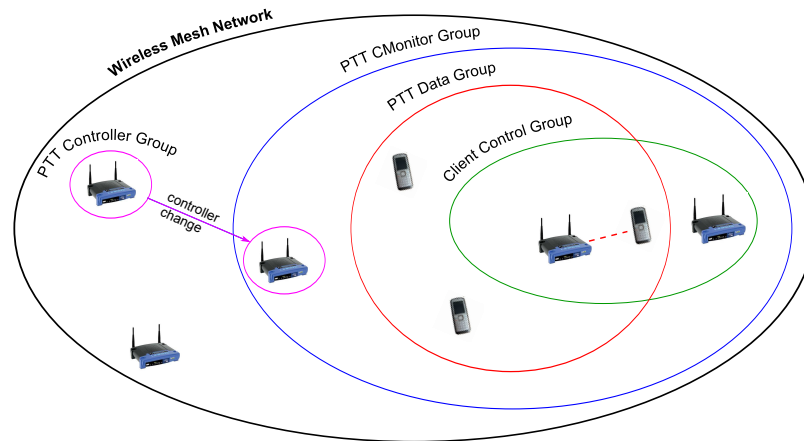 Wireless Mesh Network
PTT CMonitor Group
PTT Data Group
Client Control Group
PTT Controller Group
controller
change